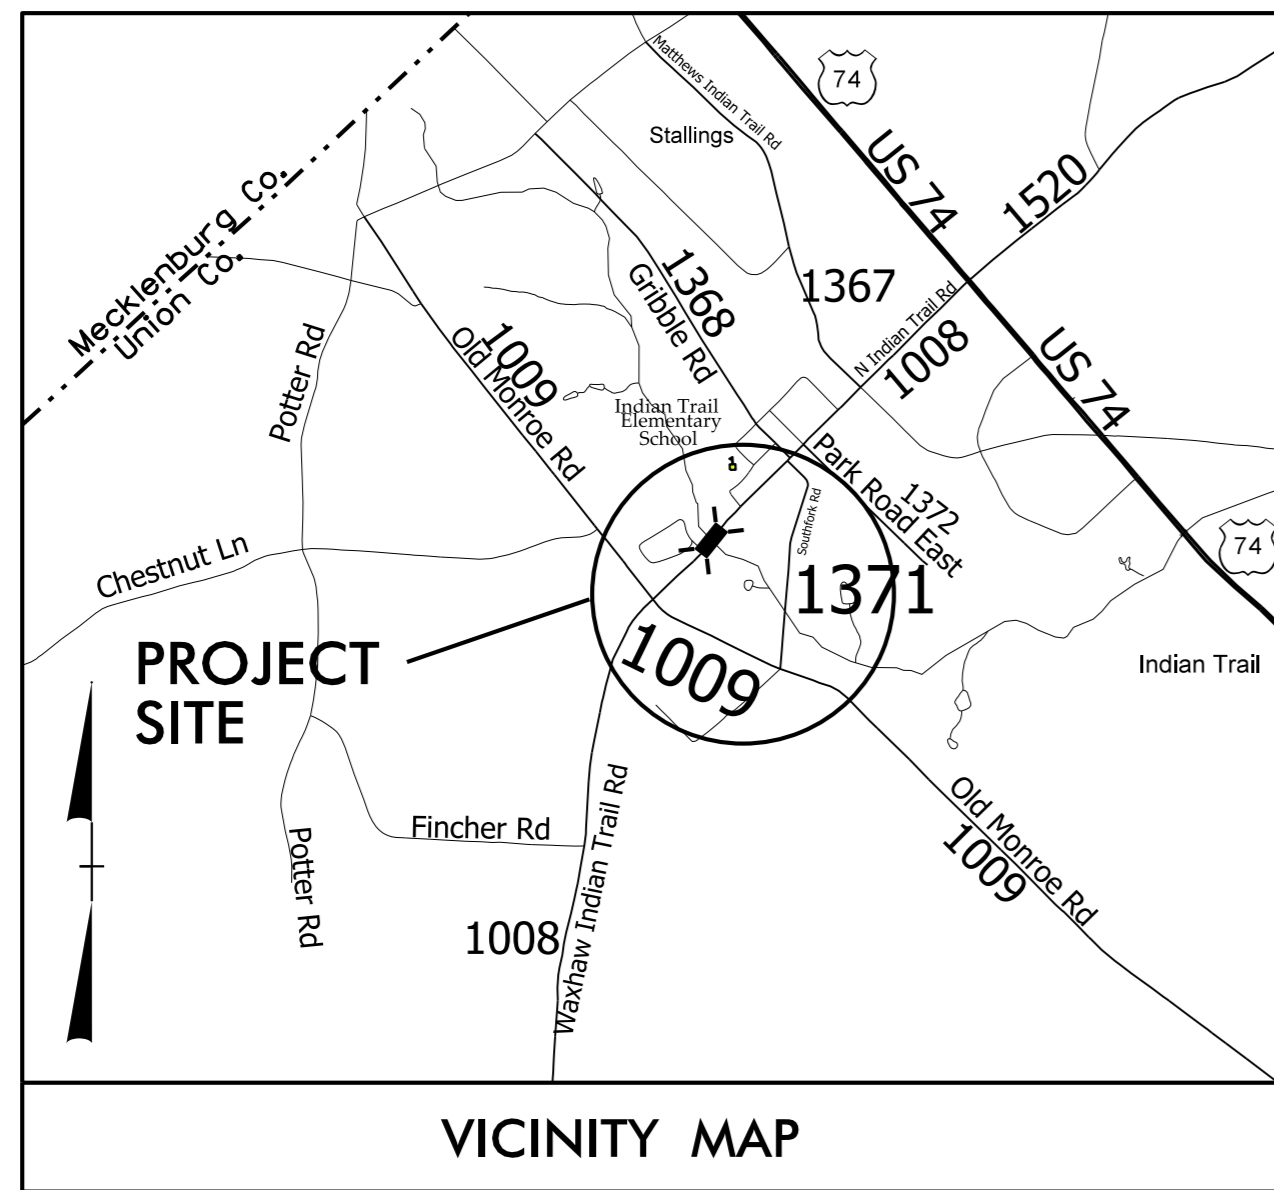 74
Matthews Indian Trail Rd
Stallings
US 74
1520
Mecklenburg Co.
Union Co.
1368
Gribble Rd
1367
N Indian Trail Rd
1008
US 74
Potter Rd
1009
Old Monroe Rd
Indian Trail
Elementary
School
1
Park Road East
1372
Southfork Rd
74
Chestnut Ln
1371
PROJECT
SITE
1009
Indian Trail
Old Monroe Rd
1009
Fincher Rd
Potter Rd
Waxhaw Indian Trail Rd
1008
VICINITY MAP